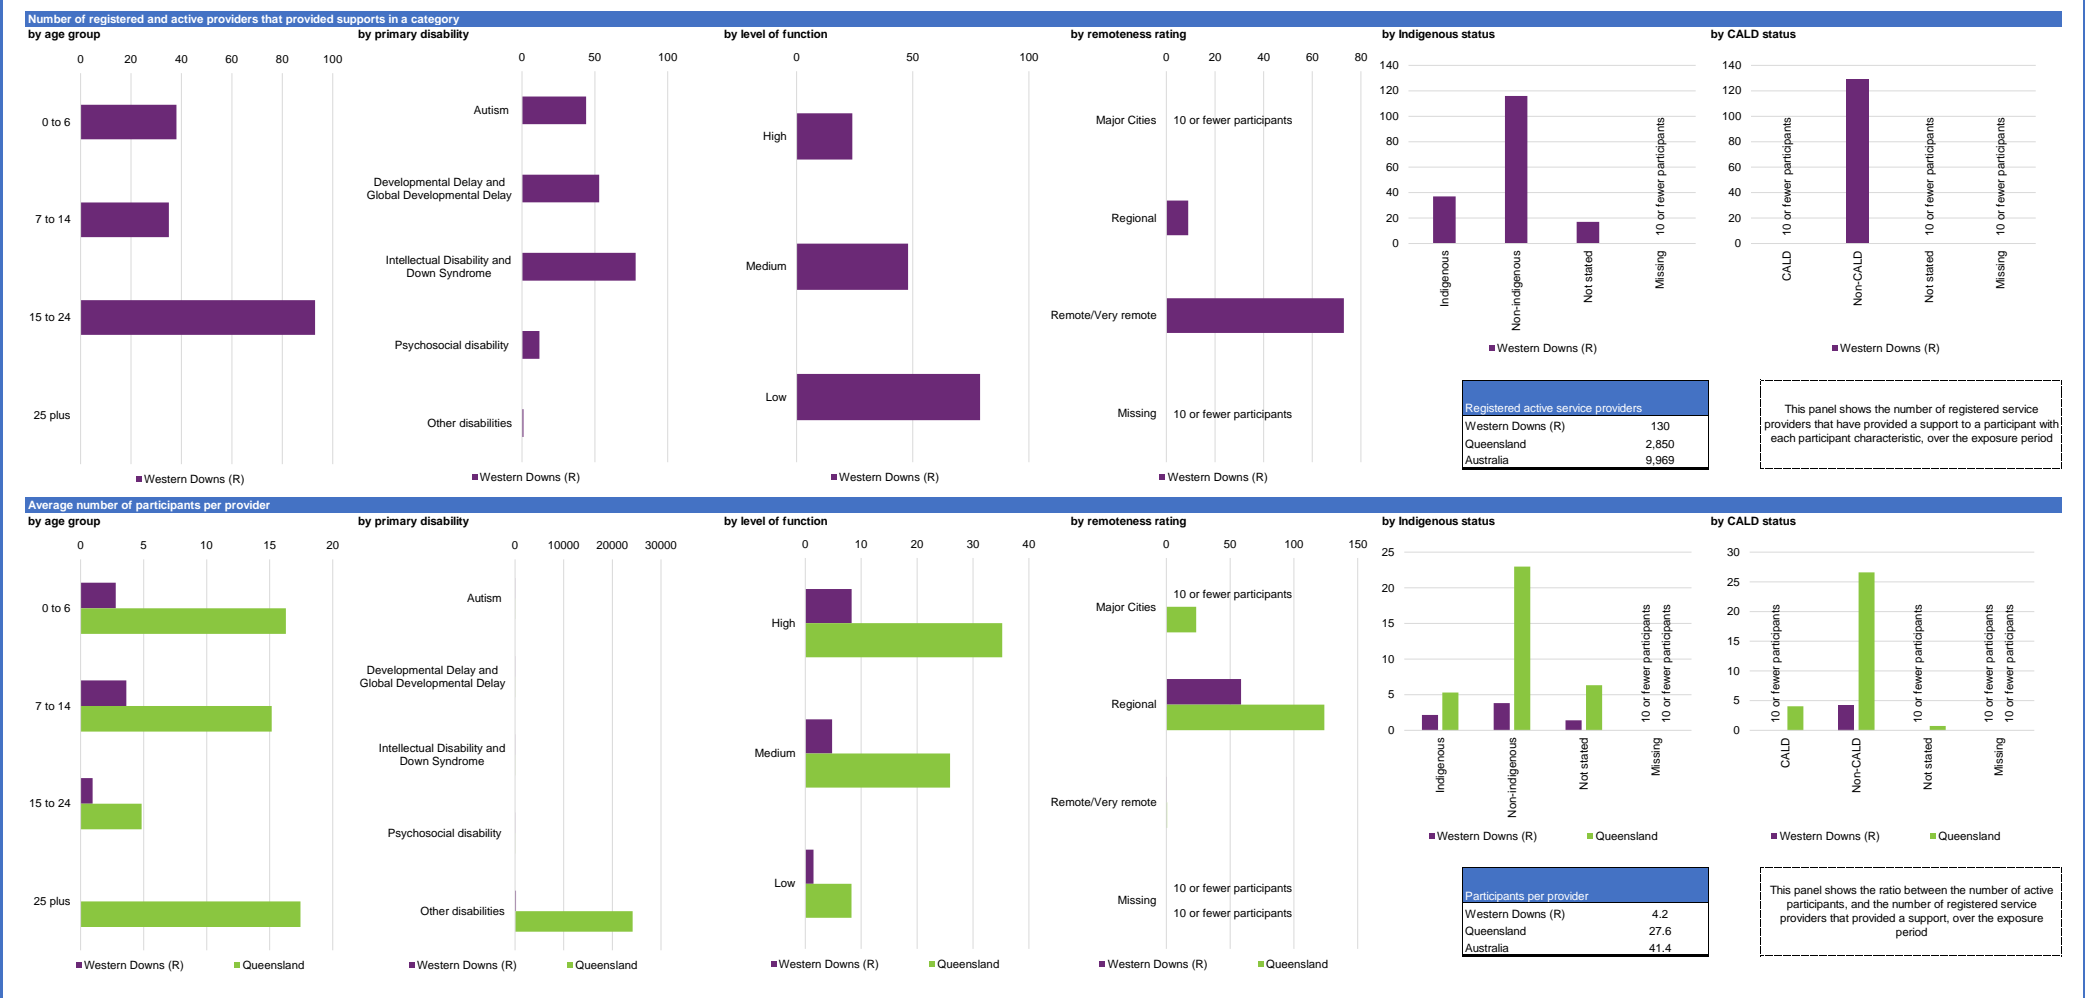 Number of registered and active providers that provided supports in a category
by age group
0 20 40 60 80 100
0 to 6
7 to 14
15 to 24
25 plus
Western Downs (R)
by primary disability
0 50 100
Autism
Developmental Delay and
Global Developmental Delay
Intellectual Disability and
Down Syndrome
Psychosocial disability
Other disabilities
Western Downs (R)
by level of function
0 50 100
High
Medium
Low
Western Downs (R)
by remoteness rating
0 20 40 60 80
Major Cities 10 or fewer participants
Regional
Remote/Very remote
Missing 10 or fewer participants
Western Downs (R)
by Indigenous status
140
120
100
80
60
40
20
0
10 or fewer participants
Indigenous
Non-indigenous
Not stated
Missing
Western Downs (R)
by CALD status
140
120
100
80
60
40
20
0
10 or fewer participants
10 or fewer participants
10 or fewer participants
CALD
Non-CALD
Not stated
Missing
Western Downs (R)
Registered active service providers
Western Downs (R) 130
Queensland 2,850
Australia 9,969
This panel shows the number of registered service
providers that have provided a support to a participant with
each participant characteristic, over the exposure period
Average number of participants per provider
by age group
0 5 10 15 20
0 to 6
7 to 14
15 to 24
25 plus
Western Downs (R) Queensland
by primary disability
0 10000 20000 30000
Autism
Developmental Delay and
Global Developmental Delay
Intellectual Disability and
Down Syndrome
Psychosocial disability
Other disabilities
Western Downs (R) Queensland
by level of function
0 10 20 30 40
High
Medium
Low
Western Downs (R) Queensland
by remoteness rating
0 50 100 150
10 or fewer participants
Major Cities
Regional
Remote/Very remote
10 or fewer participants
Missing
10 or fewer participants
Western Downs (R) Queensland
by Indigenous status
25
20
15
10
5
0
10 or fewer participants
10 or fewer participants
Indigenous
Non-indigenous
Not stated
Missing
Western Downs (R) Queensland
by CALD status
30
25
20
15
10
5
0
10 or fewer participants
10 or fewer participants
10 or fewer participants
10 or fewer participants
CALD
Non-CALD
Not stated
Missing
Western Downs (R) Queensland
Participants per provider
Western Downs (R) 4.2
Queensland 27.6
Australia 41.4
This panel shows the ratio between the number of active
participants, and the number of registered service
providers that provided a support, over the exposure
period